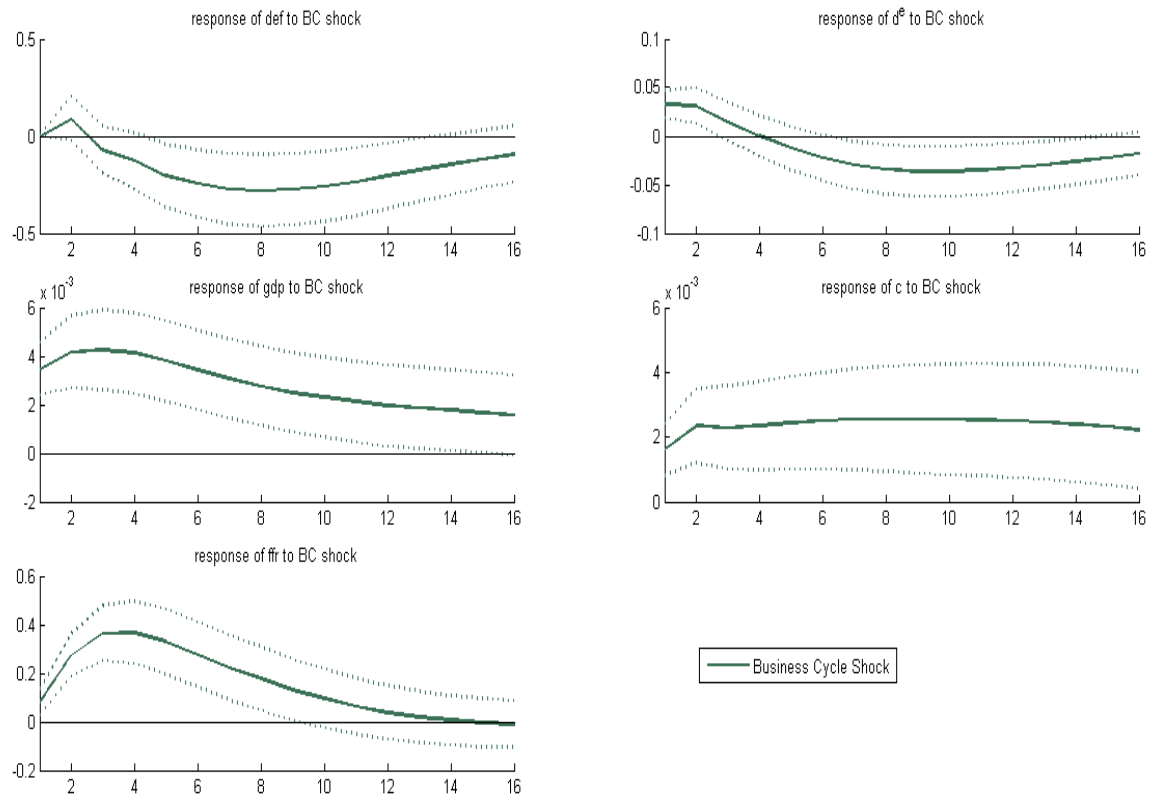 response of def to BC shock
0.5
0
-0.5
2 4 6 8 10 12 14 16
response of dᵉ to BC shock
0.1
0.05
0
-0.05
-0.1
2 4 6 8 10 12 14 16
response of gdp to BC shock
x 10⁻³
6
4
2
0
-2
2 4 6 8 10 12 14 16
response of c to BC shock
x 10⁻³
6
4
2
0
2 4 6 8 10 12 14 16
response of ffr to BC shock
0.6
0.4
0.2
0
-0.2
2 4 6 8 10 12 14 16
Business Cycle Shock